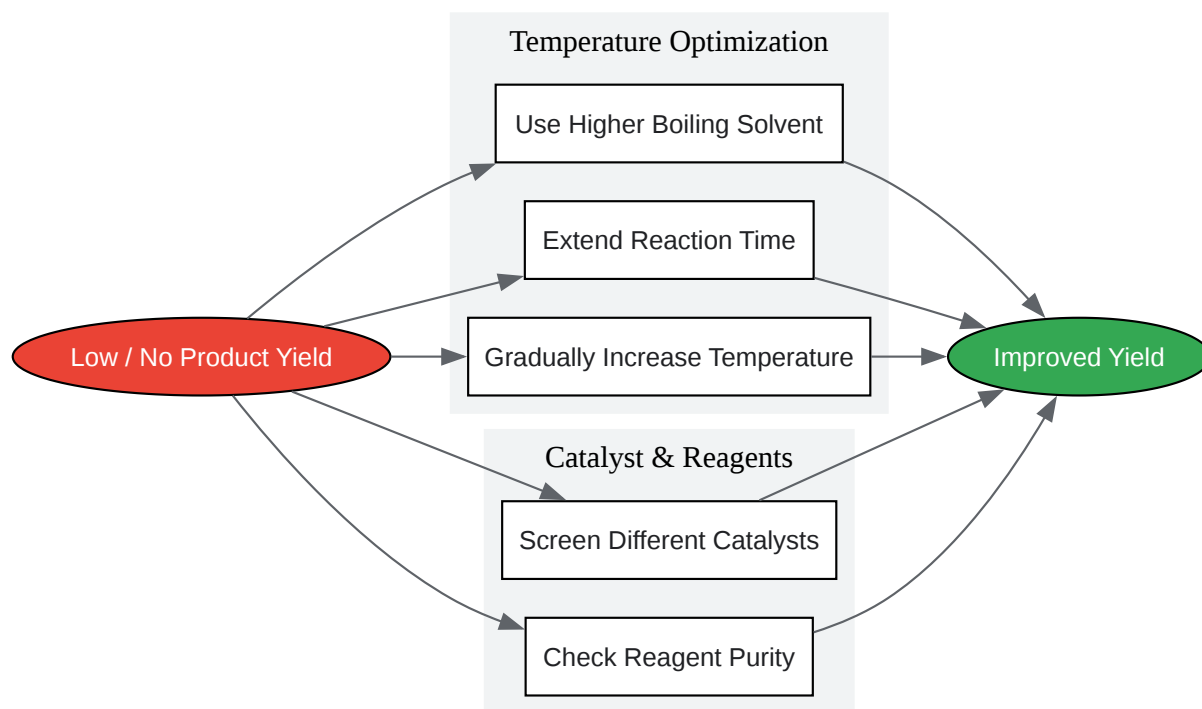 Temperature Optimization
Use Higher Boiling Solvent
Extend Reaction Time
Low / No Product Yield
Gradually Increase Temperature
Improved Yield
Catalyst & Reagents
Screen Different Catalysts
Check Reagent Purity